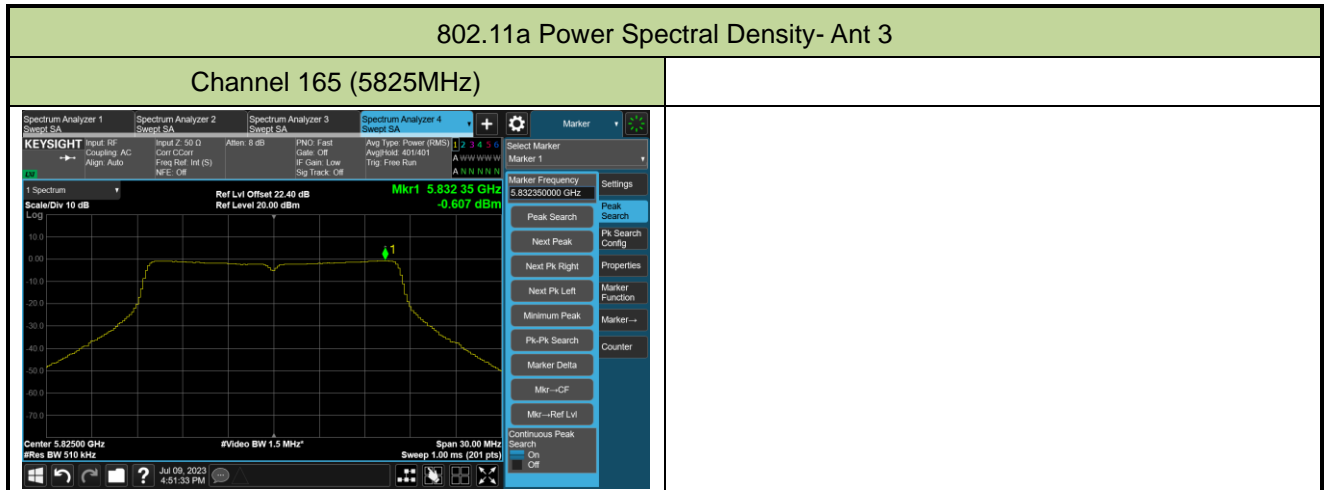 802.11a Power Spectral Density- Ant 3
Channel 165 (5825MHz)
Spectrum Analyzer 1
Swept SA
Spectrum Analyzer 2
Swept SA
Spectrum Analyzer 3
Swept SA
Spectrum Analyzer 4
Swept SA
+
Marker
KEYSIGHT
Input: RF
Coupling: AC
Align: Auto
Input Z: 50 Ω
Corr CCorr
Freq Ref: Int (S)
NFE: Off
Atten: 8 dB
PNO: Fast
Gate: Off
IF Gain: Low
Sig Track: Off
Avg Type: Power (RMS)
Avg|Hold: 401/401
Trig: Free Run
1 2 3 4 5 6
A W W W W W
A N N N N N
Select Marker
Marker 1
1 Spectrum
Scale/Div 10 dB
Log
Ref Lvl Offset 22.40 dB
Ref Level 20.00 dBm
Mkr1 5.832 35 GHz
-0.607 dBm
10.0
0.00
-10.0
-20.0
-30.0
-40.0
-50.0
-60.0
-70.0
1
Center 5.82500 GHz
#Res BW 510 kHz
#Video BW 1.5 MHz*
Span 30.00 MHz
Sweep 1.00 ms (201 pts)
Marker Frequency
5.832350000 GHz
Peak Search
Next Peak
Next Pk Right
Next Pk Left
Minimum Peak
Pk-Pk Search
Marker Delta
Mkr→CF
Mkr→Ref Lvl
Continuous Peak
Search
On
Off
Settings
Peak
Search
Pk Search
Config
Properties
Marker
Function
Marker→
Counter
?
Jul 09, 2023
4:51:33 PM